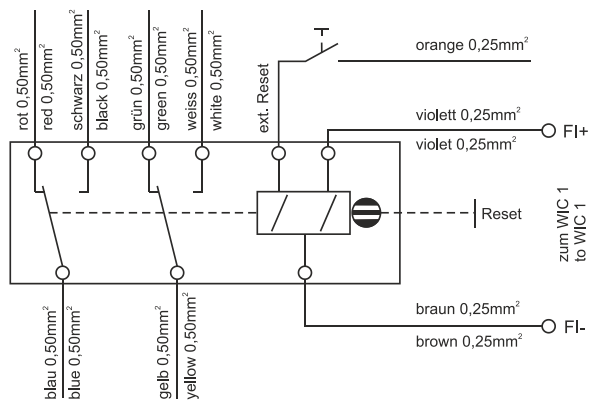 rot 0,50mm²
red 0,50mm²
schwarz 0,50mm²
black 0,50mm²
grün 0,50mm²
green 0,50mm²
weiss 0,50mm²
white 0,50mm²
ext. Reset
orange 0,25mm²
violett 0,25mm²
violet 0,25mm²
FI+
Reset
zum WIC 1
to WIC 1
braun 0,25mm²
brown 0,25mm²
FI-
blau 0,50mm²
blue 0,50mm²
gelb 0,50mm²
yellow 0,50mm²